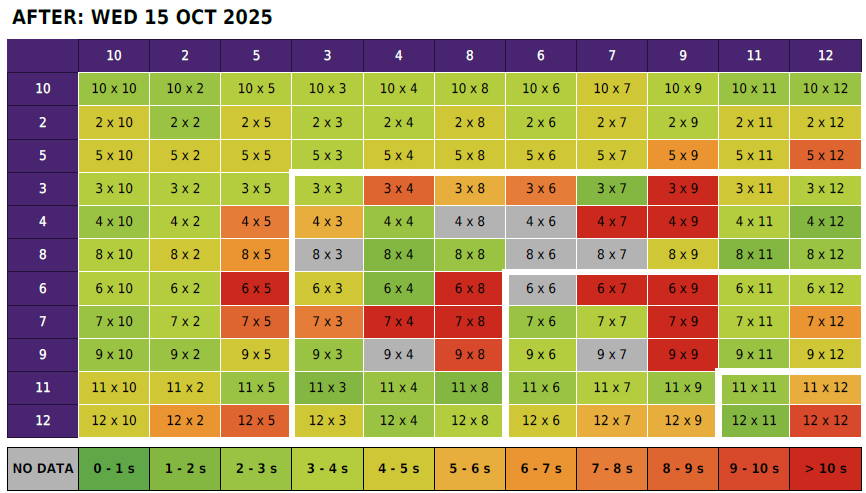 AFTER: WED 15 OCT 2025
10 2 5 3 4 8 6 7 9 11 12
10 10 x 10 10 x 2 10 x 5 10 x 3 10 x 4 10 x 8 10 x 6 10 x 7 10 x 9 10 x 11 10 x 12
2 2 x 10 2 x 2 2 x 5 2 x 3 2 x 4 2 x 8 2 x 6 2 x 7 2 x 9 2 x 11 2 x 12
5 5 x 10 5 x 2 5 x 5 5 x 3 5 x 4 5 x 8 5 x 6 5 x 7 5 x 9 5 x 11 5 x 12
3 3 x 10 3 x 2 3 x 5 3 x 3 3 x 4 3 x 8 3 x 6 3 x 7 3 x 9 3 x 11 3 x 12
4 4 x 10 4 x 2 4 x 5 4 x 3 4 x 4 4 x 8 4 x 6 4 x 7 4 x 9 4 x 11 4 x 12
8 8 x 10 8 x 2 8 x 5 8 x 3 8 x 4 8 x 8 8 x 6 8 x 7 8 x 9 8 x 11 8 x 12
6 6 x 10 6 x 2 6 x 5 6 x 3 6 x 4 6 x 8 6 x 6 6 x 7 6 x 9 6 x 11 6 x 12
7 7 x 10 7 x 2 7 x 5 7 x 3 7 x 4 7 x 8 7 x 6 7 x 7 7 x 9 7 x 11 7 x 12
9 9 x 10 9 x 2 9 x 5 9 x 3 9 x 4 9 x 8 9 x 6 9 x 7 9 x 9 9 x 11 9 x 12
11 11 x 10 11 x 2 11 x 5 11 x 3 11 x 4 11 x 8 11 x 6 11 x 7 11 x 9 11 x 11 11 x 12
12 12 x 10 12 x 2 12 x 5 12 x 3 12 x 4 12 x 8 12 x 6 12 x 7 12 x 9 12 x 11 12 x 12
NO DATA 0 - 1 s 1 - 2 s 2 - 3 s 3 - 4 s 4 - 5 s 5 - 6 s 6 - 7 s 7 - 8 s 8 - 9 s 9 - 10 s > 10 s